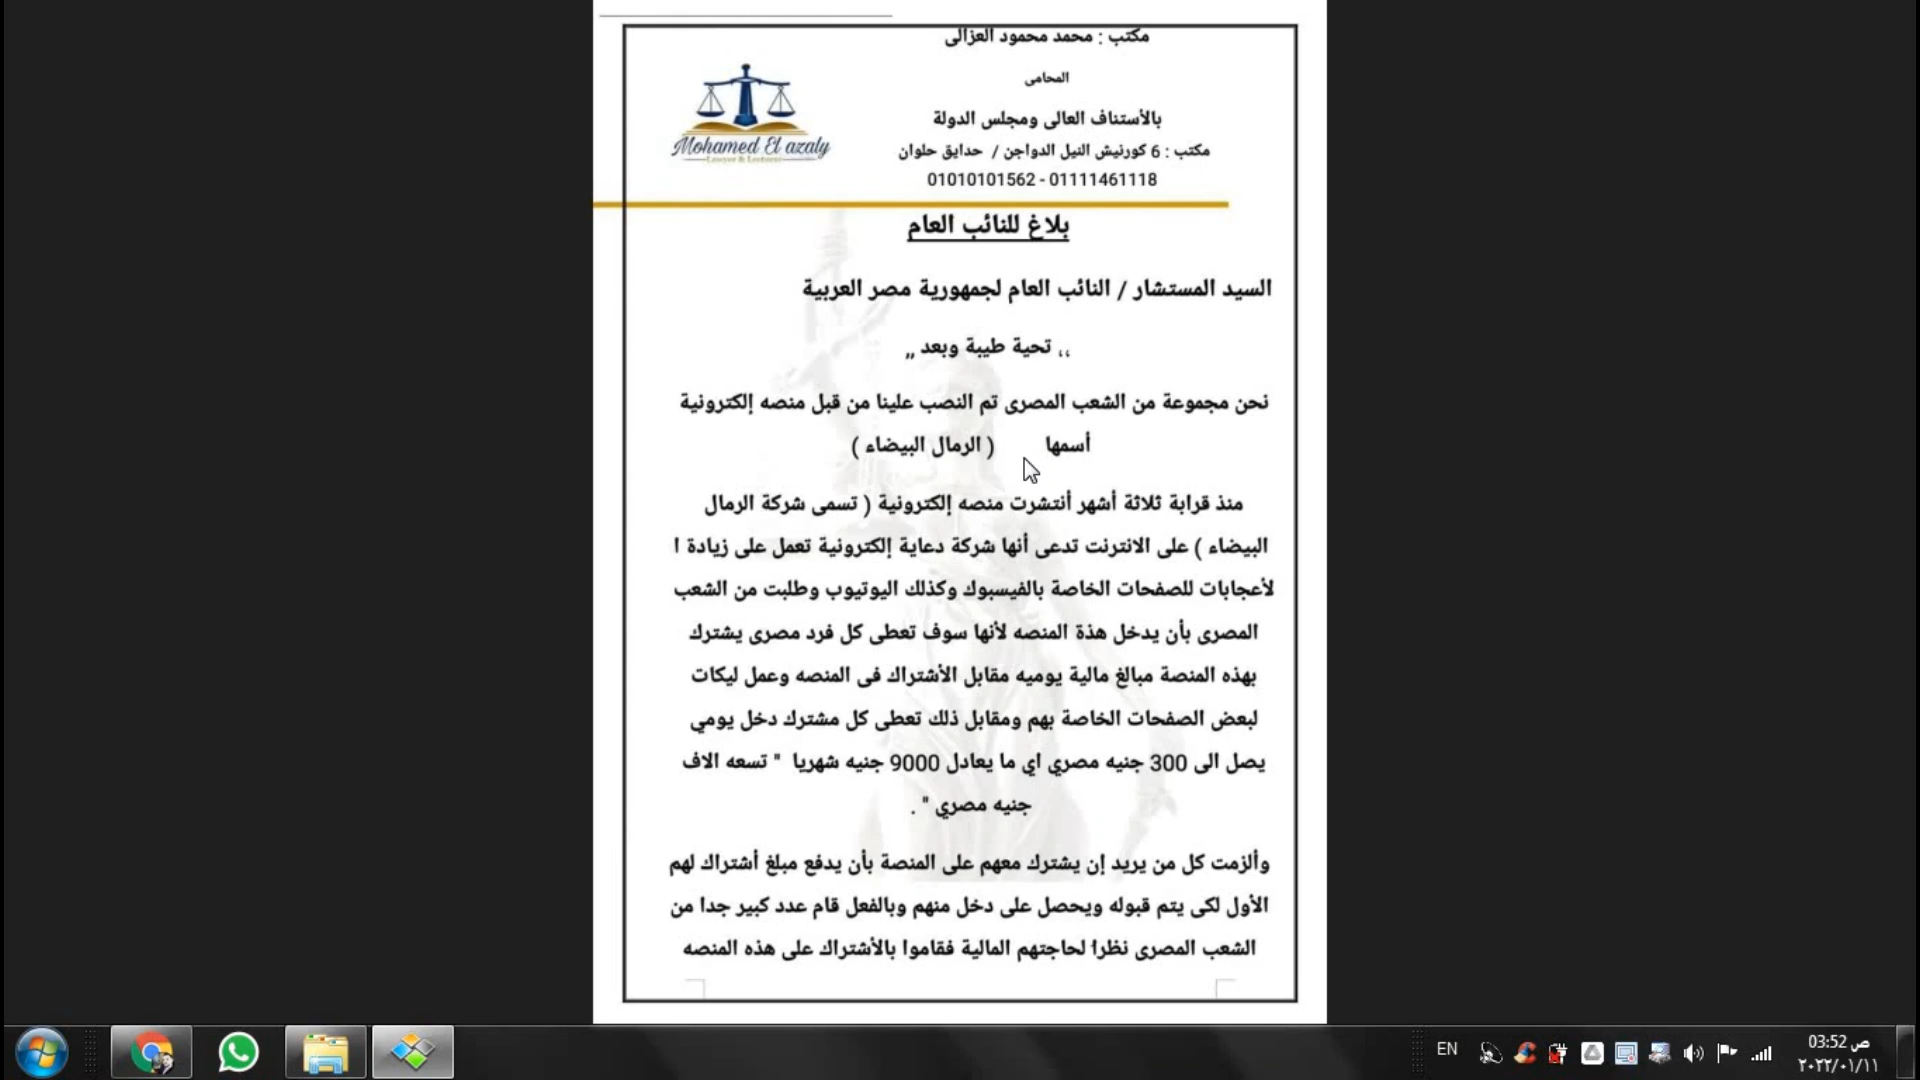 مكتب : محمد محمود العزالى
المحامى
بالأستناف العالى ومجلس الدولة
مكتب : 6 كورنيش النيل الدواجن / حدايق حلوان
01010101562 - 01111461118
Mohamed El azaly
Lawyer & Lecturer
بلاغ للنائب العام
السيد المستشار / النائب العام لجمهورية مصر العربية
،، تحية طيبة وبعد ,,
نحن مجموعة من الشعب المصرى تم النصب علينا من قبل منصه إلكترونية
أسمها ( الرمال البيضاء )
منذ قرابة ثلاثة أشهر أنتشرت منصه إلكترونية ( تسمى شركة الرمال
البيضاء ) على الانترنت تدعى أنها شركة دعاية إلكترونية تعمل على زيادة ا
لأعجابات للصفحات الخاصة بالفيسبوك وكذلك اليوتيوب وطلبت من الشعب
المصرى بأن يدخل هذة المنصه لأنها سوف تعطى كل فرد مصرى يشترك
بهذه المنصة مبالغ مالية يوميه مقابل الأشتراك فى المنصه وعمل ليكات
لبعض الصفحات الخاصة بهم ومقابل ذلك تعطى كل مشترك دخل يومي
يصل الى 300 جنيه مصري اي ما يعادل 9000 جنيه شهريا " تسعه الاف
جنيه مصري " .
وألزمت كل من يريد إن يشترك معهم على المنصة بأن يدفع مبلغ أشتراك لهم
الأول لكى يتم قبوله ويحصل على دخل منهم وبالفعل قام عدد كبير جدا من
الشعب المصرى نظراً لحاجتهم المالية فقاموا بالأشتراك على هذه المنصه
EN
03:52 ص
٢٠٢٢/٠١/١١